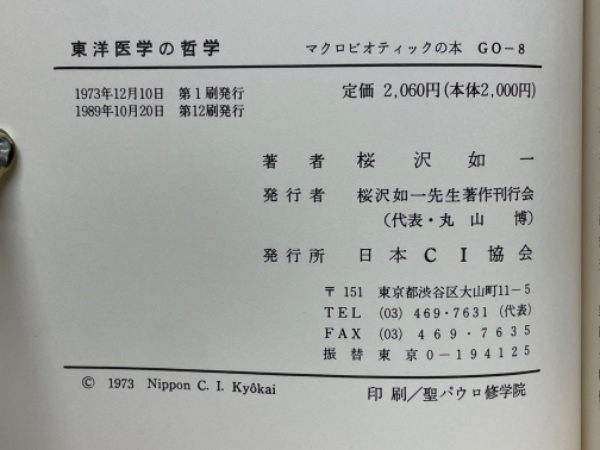 東洋医学の哲学 マクロビオティックの本 GO-8
1973年12月10日 第1刷発行
1989年10月20日 第12刷発行
定価 2,060円(本体2,000円)
著者 桜沢如一
発行者 桜沢如一先生著作刊行会
(代表・丸山 博)
発行所 日本CI協会
〒151 東京都渋谷区大山町11-5
TEL (03) 469・7631 (代表)
FAX (03) 469・7635
振替 東京0-194125
© 1973 Nippon C. I. Kyôkai
印刷/聖パウロ修学院